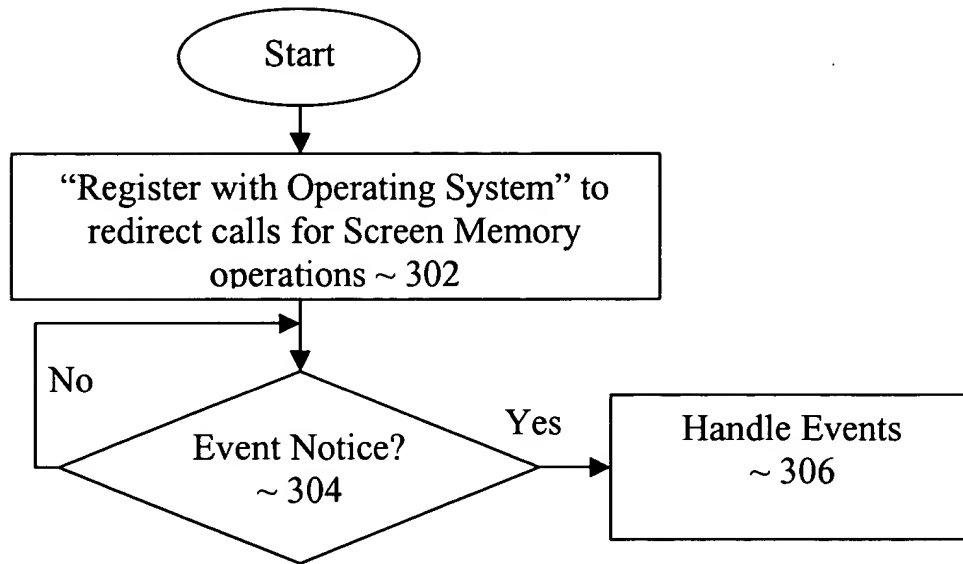 Start
“Register with Operating System” to
redirect calls for Screen Memory
operations ~ 302
No
Yes
Event Notice?
~ 304
Handle Events
~ 306